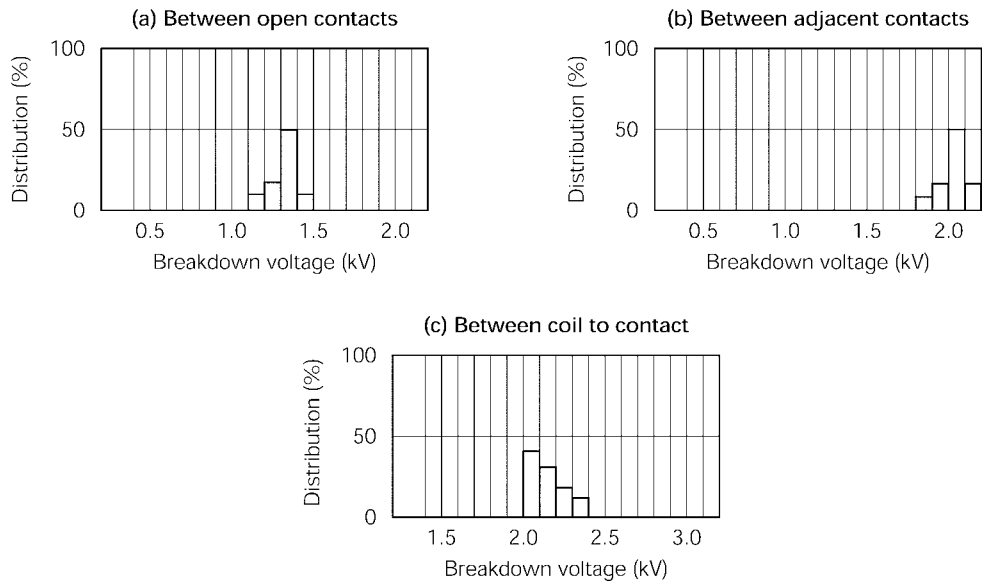 (a) Between open contacts
Distribution (%)
100
50
0
0.5 1.0 1.5 2.0
Breakdown voltage (kV)
(b) Between adjacent contacts
Distribution (%)
100
50
0
0.5 1.0 1.5 2.0
Breakdown voltage (kV)
(c) Between coil to contact
Distribution (%)
100
50
0
1.5 2.0 2.5 3.0
Breakdown voltage (kV)